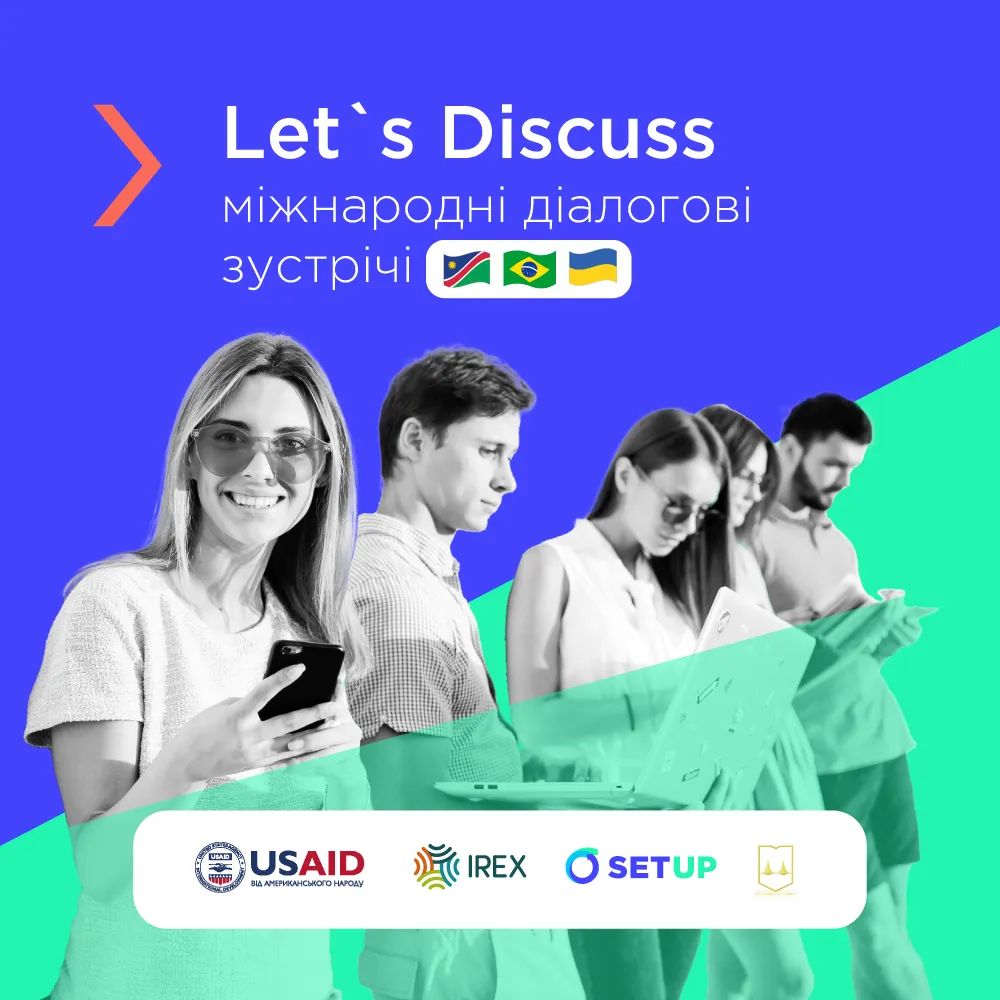 Let`s Discuss
міжнародні діалогові
зустрічі
USAID
ВІД АМЕРИКАНСЬКОГО НАРОДУ
IREX
SETUP